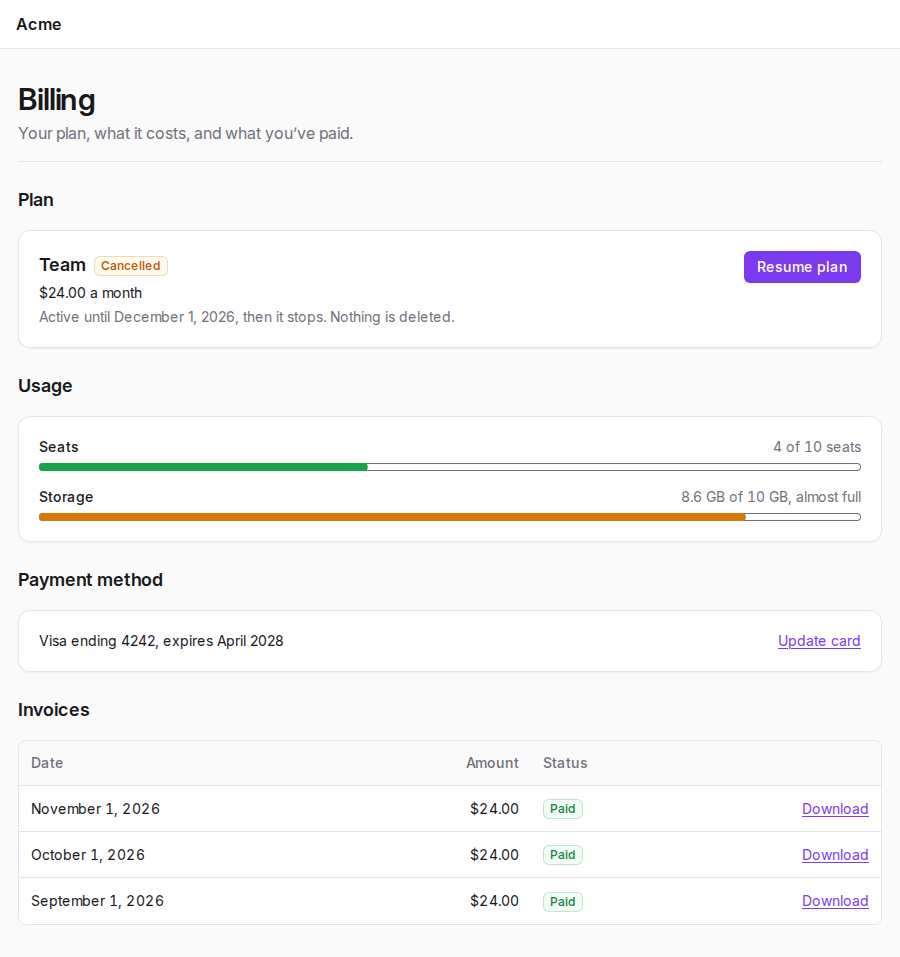 Acme
Billing
Your plan, what it costs, and what you’ve paid.
Plan
Team Cancelled
Resume plan
$24.00 a month
Active until December 1, 2026, then it stops. Nothing is deleted.
Usage
Seats 4 of 10 seats
Storage 8.6 GB of 10 GB, almost full
Payment method
Visa ending 4242, expires April 2028 Update card
Invoices
Date Amount Status
November 1, 2026 $24.00 Paid Download
October 1, 2026 $24.00 Paid Download
September 1, 2026 $24.00 Paid Download